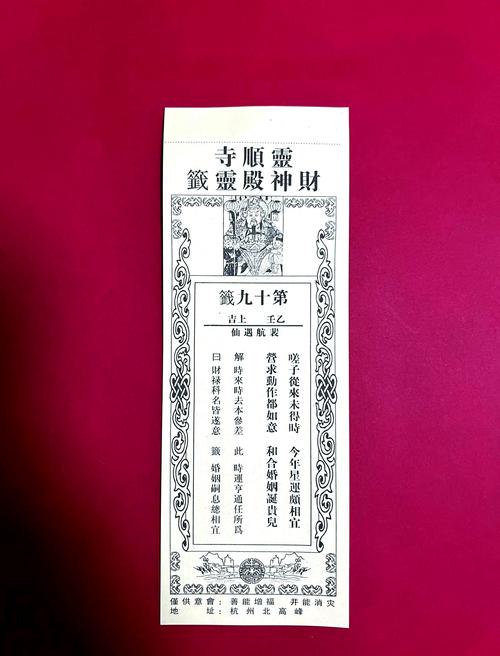 靈順寺
財神殿靈籤
第十九籤
乙壬 上吉
裴航遇仙
嗟子從來未得時 今年星運頗相宜
營求動作都如意 和合婚姻誕貴兒
解 時來時去本參差 此 時運亨通任所爲
曰 財禄科名皆遂意 籤 婚姻嗣息總相宜
僅供意會：善能增福 并能消灾
地 址：杭州北高峰